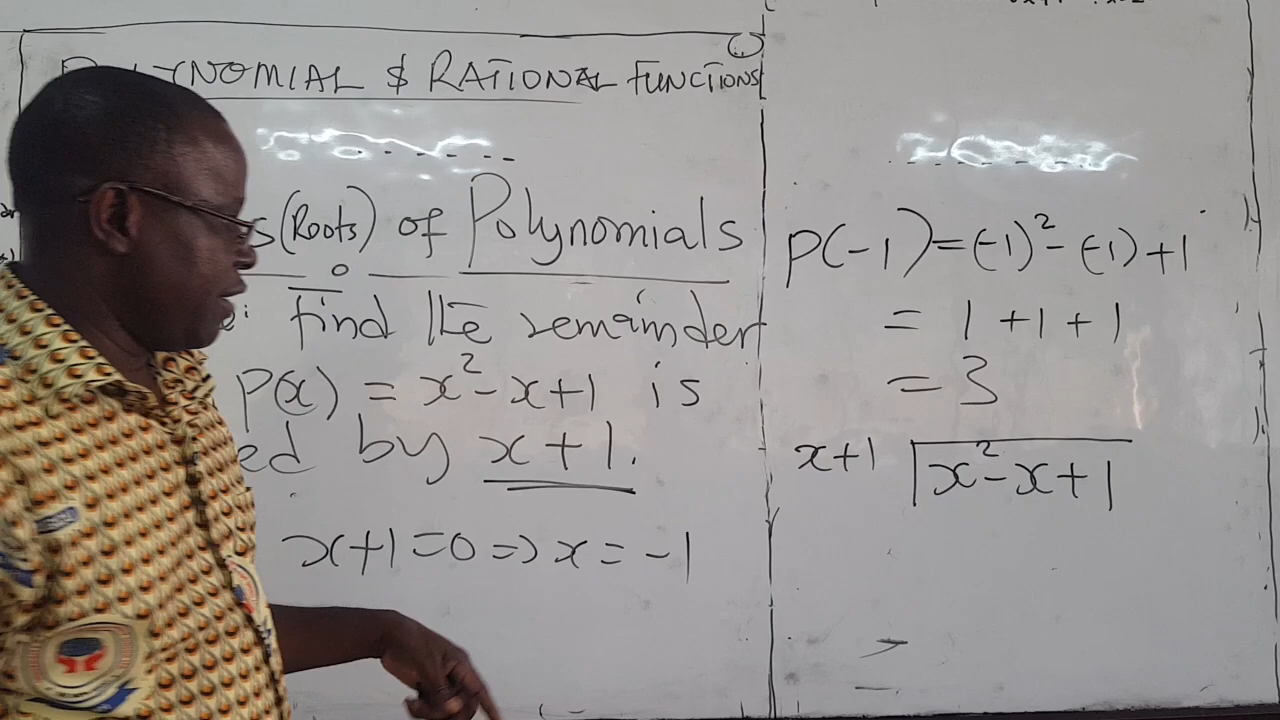 NOMIAL & RATIONAL FUNCTIONS
s (Roots) of Polynomials
: find the remainder
P(x) = x² - x + 1 is
ed by x + 1.
x + 1 = 0 => x = -1
P(-1) = (-1)² - (-1) + 1
= 1 + 1 + 1
= 3
x + 1 | x² - x + 1